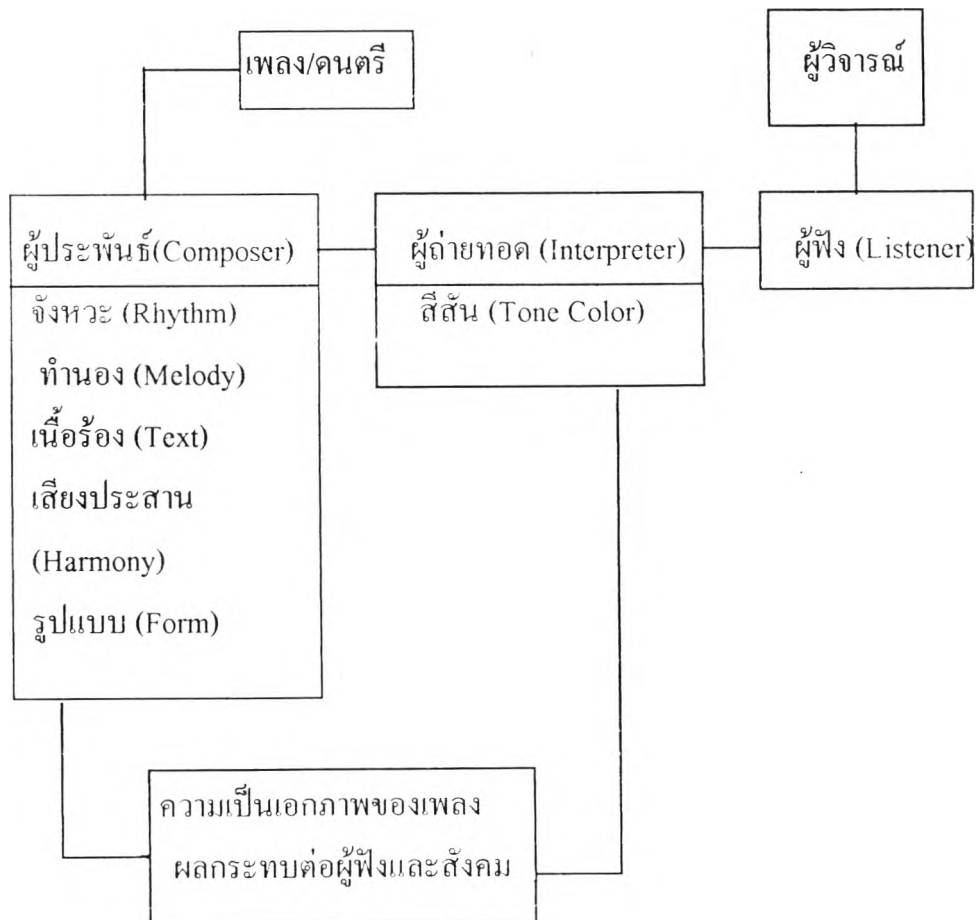 เพลง/ดนตรี
ผู้วิจารณ์
ผู้ประพันธ์(Composer)
จังหวะ (Rhythm)
ทำนอง (Melody)
เนื้อร้อง (Text)
เสียงประสาน
(Harmony)
รูปแบบ (Form)
ผู้ถ่ายทอด (Interpreter)
สีสัน (Tone Color)
ผู้ฟัง (Listener)
ความเป็นเอกภาพของเพลง
ผลกระทบต่อผู้ฟังและสังคม